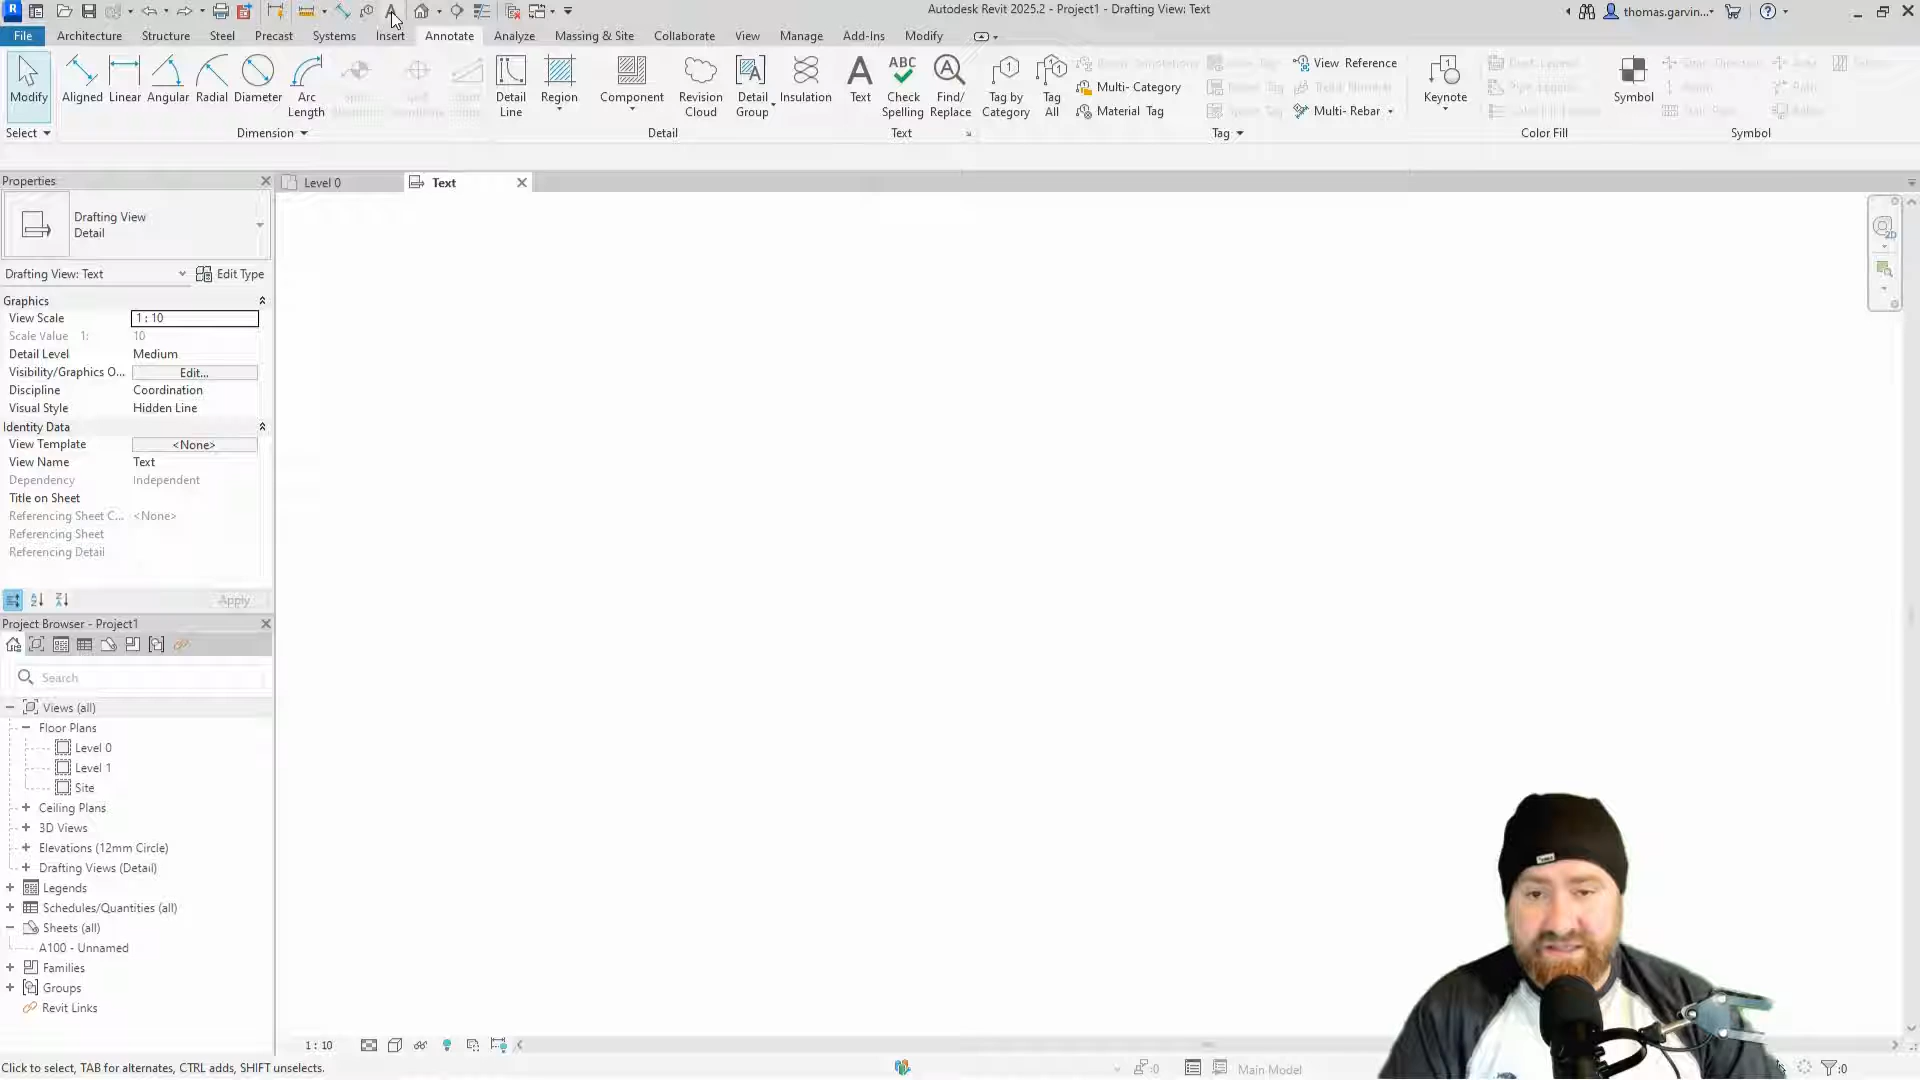 Autodesk Revit 2025.2 - Project1 - Drafting View: Text
thomas.garvin...
File Architecture Structure Steel Precast Systems Insert Annotate Analyze Massing & Site Collaborate View Manage Add-Ins Modify
Modify
Aligned Linear Angular Radial Diameter Arc Length
Detail Line
Region
Component
Revision Cloud
Detail Group
Insulation
Text
ABC
Check Spelling
Find/ Replace
Tag by Category
Tag All
Multi- Category
Material Tag
View Reference
Multi- Rebar
Keynote
Symbol
Select Dimension Detail Text Tag Color Fill Symbol
Properties
Level 0
Text
Drafting View
Detail
Drafting View: Text Edit Type
Graphics
View Scale 1 : 10
Scale Value 1: 10
Detail Level Medium
Visibility/Graphics O... Edit...
Discipline Coordination
Visual Style Hidden Line
Identity Data
View Template <None>
View Name Text
Dependency Independent
Title on Sheet
Referencing Sheet C... <None>
Referencing Sheet
Referencing Detail
Apply
Project Browser - Project1
Search
Views (all)
Floor Plans
Level 0
Level 1
Site
Ceiling Plans
3D Views
Elevations (12mm Circle)
Drafting Views (Detail)
Legends
Schedules/Quantities (all)
Sheets (all)
A100 - Unnamed
Families
Groups
Revit Links
1 : 10
Click to select, TAB for alternates, CTRL adds, SHIFT unselects.
:0
Main Model
:0